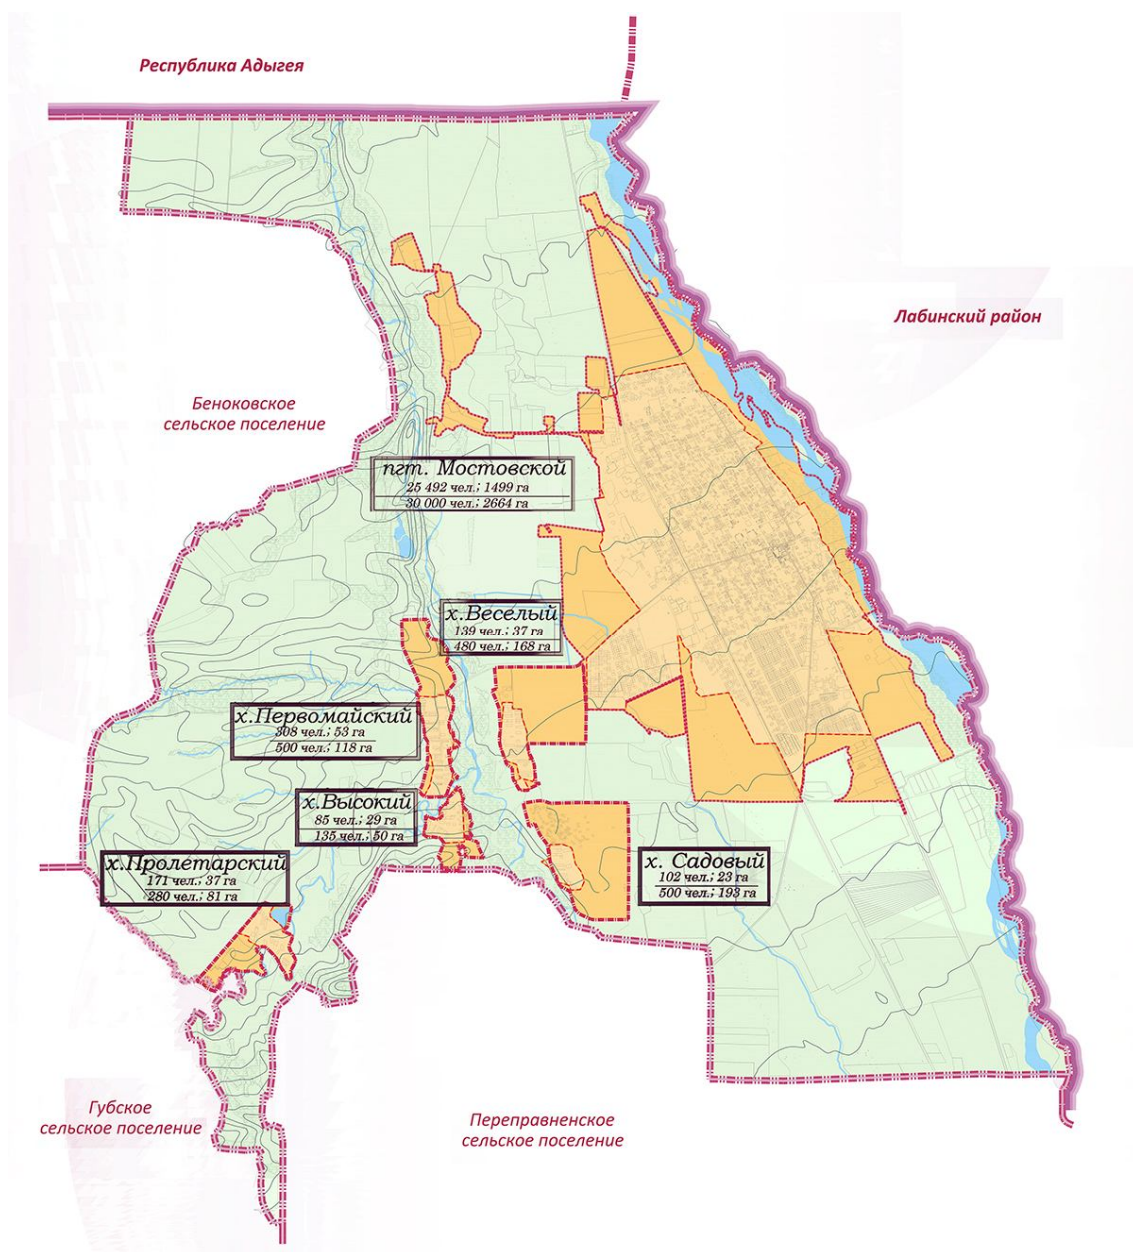 Республика Адыгея
Лабинский район
Беноковское
сельское поселение
пгт. Мостовской
25 492 чел.; 1499 га
30 000 чел.; 2664 га
х.Веселый
139 чел.; 37 га
480 чел.; 168 га
х.Первомайский
308 чел.; 53 га
500 чел.; 118 га
х.Высокий
85 чел.; 29 га
135 чел.; 50 га
х.Пролетарский
171 чел.; 37 га
280 чел.; 81 га
х. Садовый
102 чел.; 23 га
500 чел.; 193 га
Губское
сельское поселение
Переправненское
сельское поселение